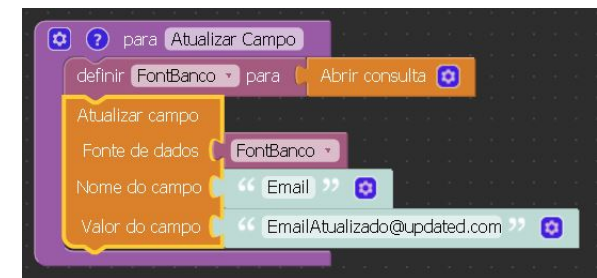 ? para Atualizar Campo
definir FontBanco para Abrir consulta
Atualizar campo
Fonte de dados FontBanco
Nome do campo “ Email ”
Valor do campo “ EmailAtualizado@updated.com ”